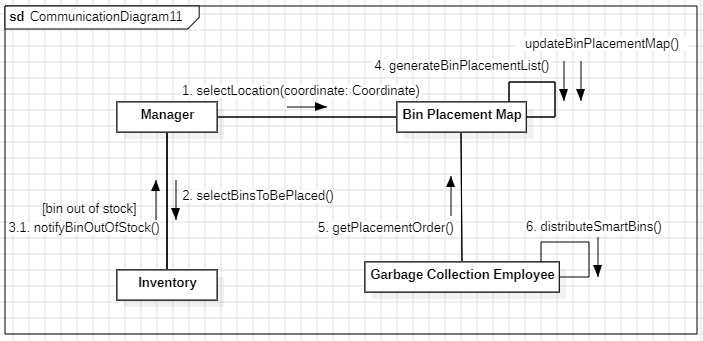 sd CommunicationDiagram11
updateBinPlacementMap()
4. generateBinPlacementList()
1. selectLocation(coordinate: Coordinate)
Manager
Bin Placement Map
2. selectBinsToBePlaced()
[bin out of stock]
3.1. notifyBinOutOfStock()
5. getPlacementOrder()
6. distributeSmartBins()
Inventory
Garbage Collection Employee